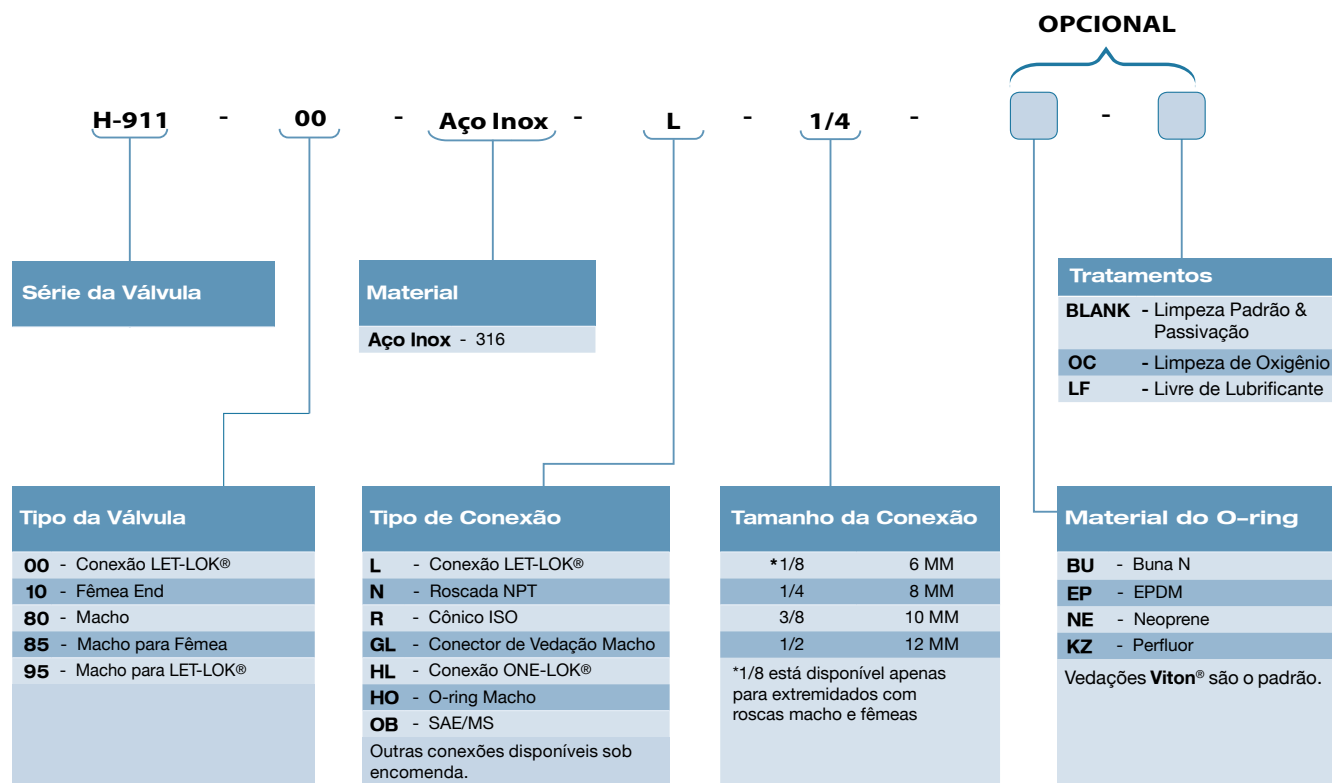 OPCIONAL
H-911 - 00 - Aço Inox - L - 1/4 - -
Série da Válvula
Material
Aço Inox - 316
Tratamentos
BLANK - Limpeza Padrão &
Passivação
OC - Limpeza de Oxigênio
LF - Livre de Lubrificante
Tipo da Válvula
00 - Conexão LET-LOK®
10 - Fêmea End
80 - Macho
85 - Macho para Fêmea
95 - Macho para LET-LOK®
Tipo de Conexão
L - Conexão LET-LOK®
N - Roscada NPT
R - Cônico ISO
GL - Conector de Vedação Macho
HL - Conexão ONE-LOK®
HO - O-ring Macho
OB - SAE/MS
Outras conexões disponíveis sob
encomenda.
Tamanho da Conexão
*1/8 6 MM
1/4 8 MM
3/8 10 MM
1/2 12 MM
*1/8 está disponível apenas
para extremidados com
roscas macho e fêmeas
Material do O-ring
BU - Buna N
EP - EPDM
NE - Neoprene
KZ - Perfluor
Vedações Viton® são o padrão.